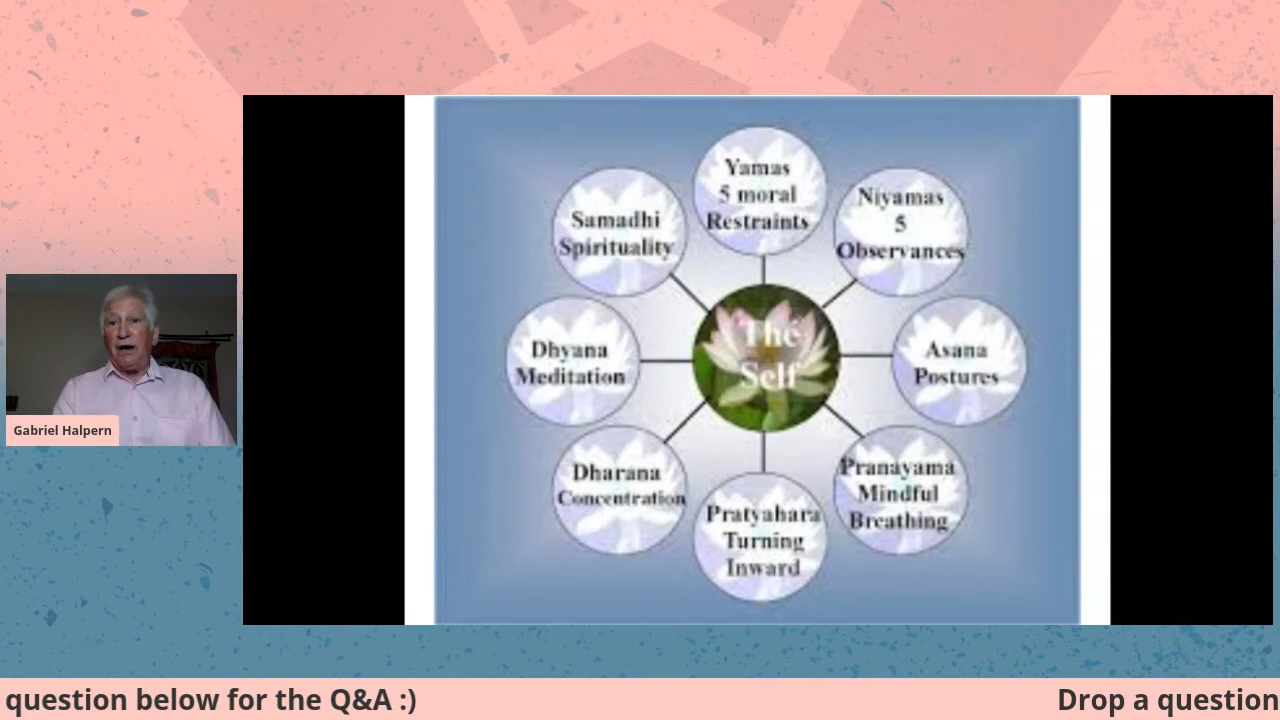 Yamas
5 moral
Restraints
Niyamas
5
Observances
Asana
Postures
Pranayama
Mindful
Breathing
Pratyahara
Turning
Inward
Dharana
Concentration
Dhyana
Meditation
Samadhi
Spirituality
The
Self
Gabriel Halpern
question below for the Q&A :)
Drop a question